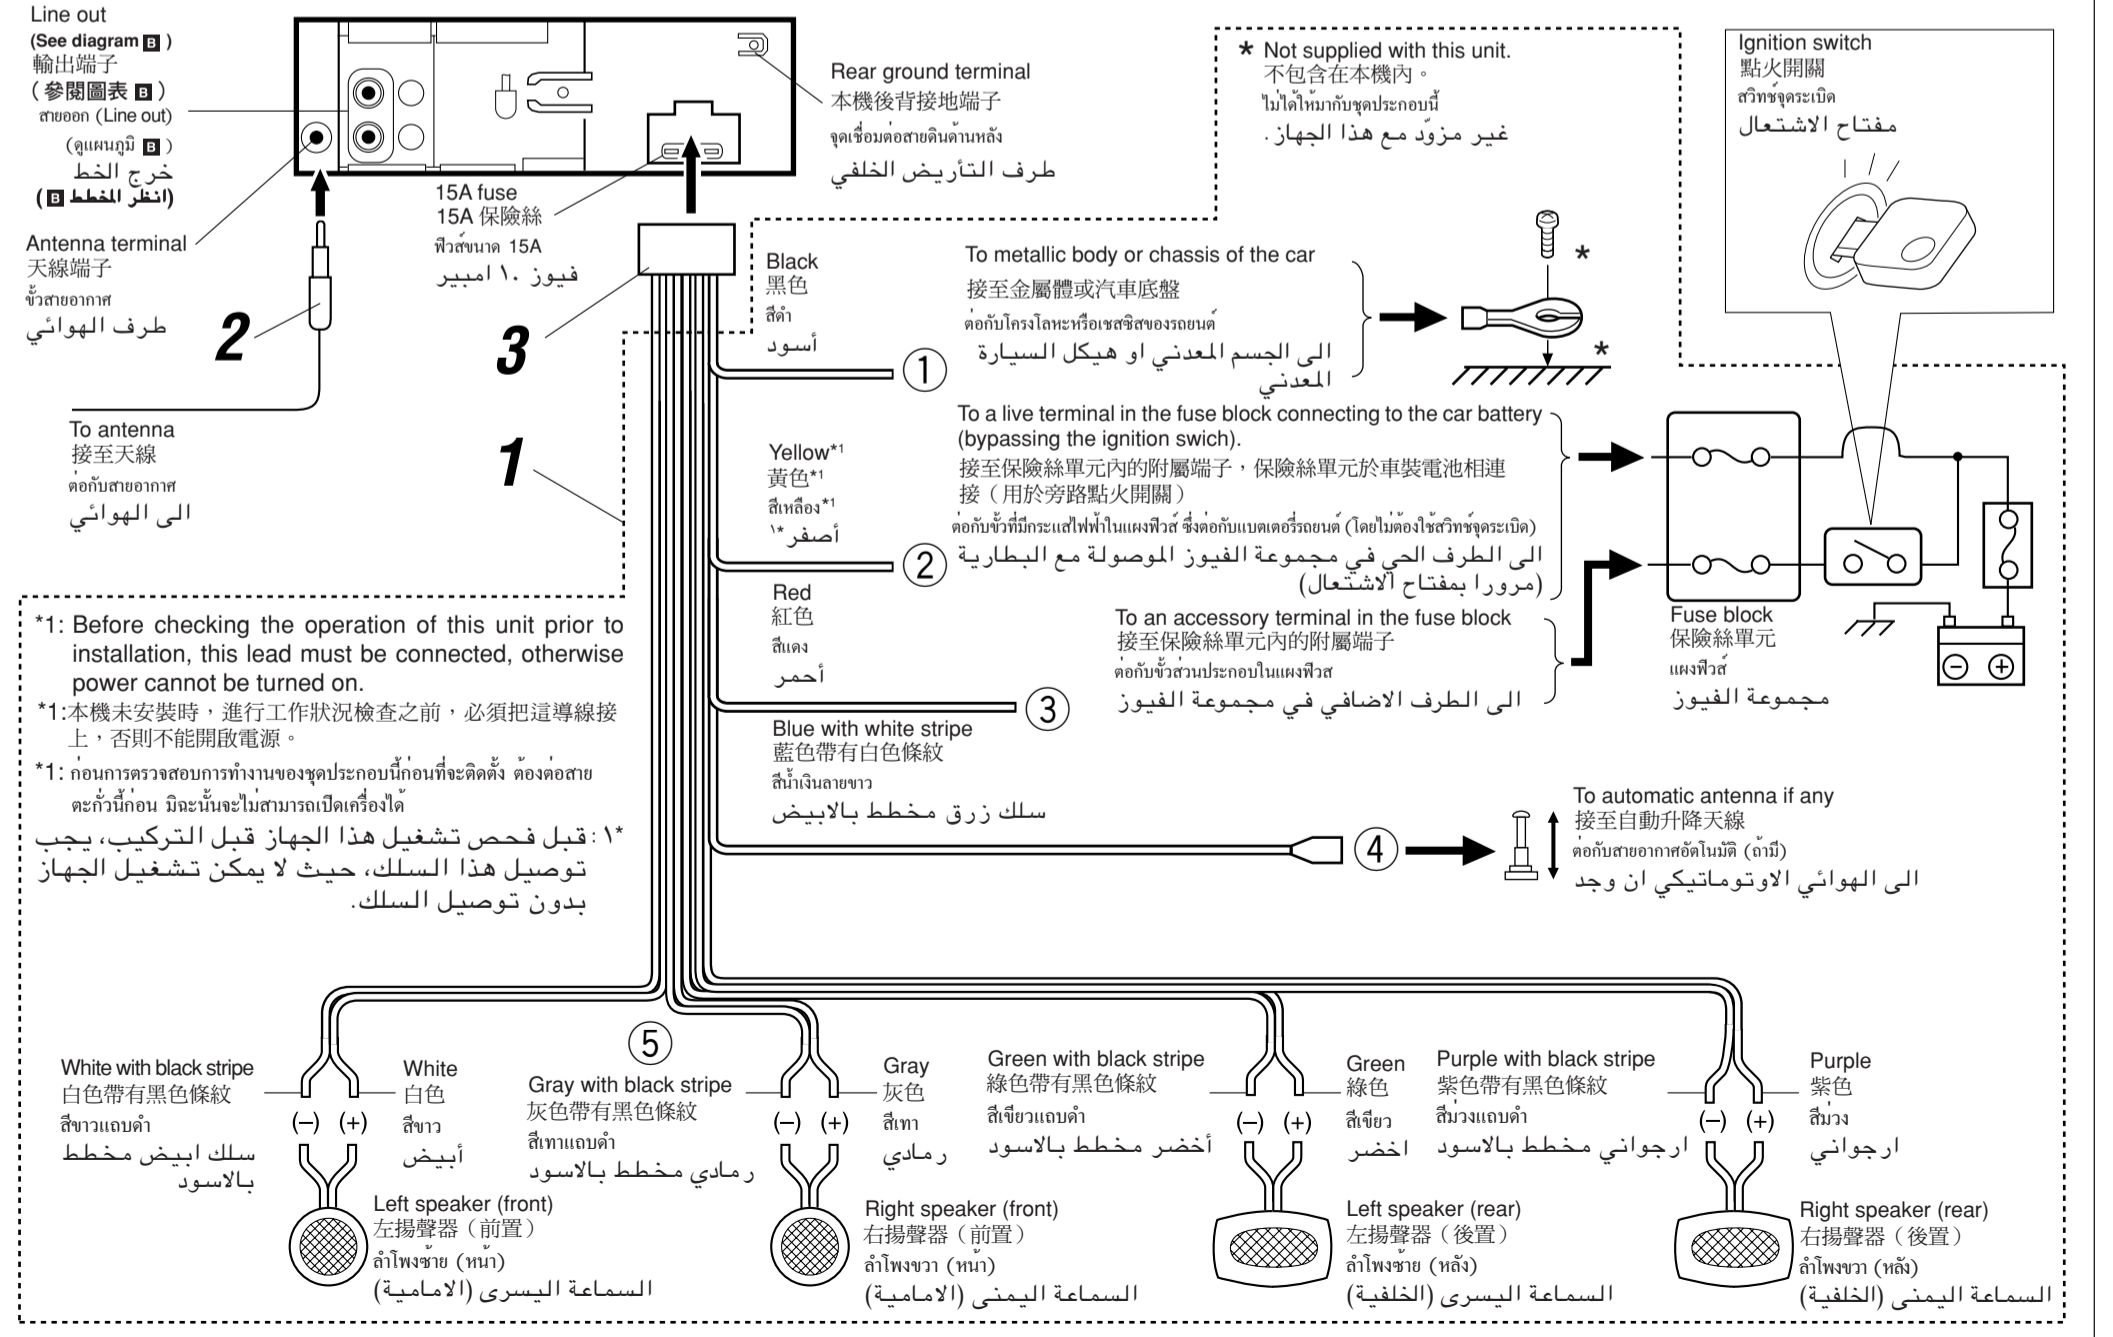 Line out
(See diagram B )
輸出端子
(參閱圖表 B )
สายออก (Line out)
(ดูแผนภูมิ B )
خرج الخط
(انظر المخطط B )
Antenna terminal
天線端子
ขั้วสายอากาศ
طرف الهوائي
2
To antenna
接至天線
ต่อกับสายอากาศ
الى الهوائي
15A fuse
15A 保險絲
ฟิวส์ขนาด 15A
فيوز ١٠ امبير
3
1
Rear ground terminal
本機後背接地端子
จุดเชื่อมต่อสายดินด้านหลัง
طرف التأريض الخلفي
* Not supplied with this unit.
不包含在本機內。
ไม่ได้ให้มากับชุดประกอบนี้
غير مزوّد مع هذا الجهاز.
Ignition switch
點火開關
สวิทช์จุดระเบิด
مفتاح الاشتعال
Black
黑色
สีดำ
أسود
①
To metallic body or chassis of the car
接至金屬體或汽車底盤
ต่อกับโครงโลหะหรือเชสซิสของรถยนต์
الى الجسم المعدني او هيكل السيارة
المعدني
*
*
Yellow*1
黃色*1
สีเหลือง*1
أصفر*١
②
To a live terminal in the fuse block connecting to the car battery
(bypassing the ignition swich).
接至保險絲單元內的附屬端子，保險絲單元於車裝電池相連
接（用於旁路點火開關）
ต่อกับขั้วที่มีกระแสไฟฟ้าในแผงฟิวส์ ซึ่งต่อกับแบตเตอรี่รถยนต์ (โดยไม่ต้องใช้สวิทช์จุดระเบิด)
الى الطرف الحي في مجموعة الفيوز الموصولة مع البطارية
(مرورا بمفتاح الاشتعال)
Red
紅色
สีแดง
أحمر
③
To an accessory terminal in the fuse block
接至保險絲單元內的附屬端子
ต่อกับขั้วส่วนประกอบในแผงฟิวส
الى الطرف الاضافي في مجموعة الفيوز
Fuse block
保險絲單元
แผงฟิวส์
مجموعة الفيوز
− +
Blue with white stripe
藍色帶有白色條紋
สีน้ำเงินลายขาว
سلك زرق مخطط بالابيض
④
To automatic antenna if any
接至自動升降天線
ต่อกับสายอากาศอัตโนมัติ (ถ้ามี)
الى الهوائي الاوتوماتيكي ان وجد
*1: Before checking the operation of this unit prior to
installation, this lead must be connected, otherwise
power cannot be turned on.
*1:本機未安裝時，進行工作狀況檢查之前，必須把這導線接
上，否則不能開啟電源。
*1: ก่อนการตรวจสอบการทำงานของชุดประกอบนี้ก่อนที่จะติดตั้ง ต้องต่อสาย
ตะกั่วนี้ก่อน มิฉะนั้นจะไม่สามารถเปิดเครื่องได้
*١: قبل فحص تشغيل هذا الجهاز قبل التركيب، يجب
توصيل هذا السلك، حيث لا يمكن تشغيل الجهاز
بدون توصيل السلك.
⑤
White with black stripe
白色帶有黑色條紋
สีขาวแถบดำ
سلك ابيض مخطط
بالاسود
(−) (+)
White
白色
สีขาว
أبيض
Left speaker (front)
左揚聲器（前置）
ลำโพงซ้าย (หน้า)
السماعة اليسرى (الامامية)
Gray with black stripe
灰色帶有黑色條紋
สีเทาแถบดำ
رمادي مخطط بالاسود
(−) (+)
Gray
灰色
สีเทา
رمادي
Right speaker (front)
右揚聲器（前置）
ลำโพงขวา (หน้า)
السماعة اليمنى (الامامية)
Green with black stripe
綠色帶有黑色條紋
สีเขียวแถบดำ
أخضر مخطط بالاسود
(−) (+)
Green
綠色
สีเขียว
اخضر
Left speaker (rear)
左揚聲器（後置）
ลำโพงซ้าย (หลัง)
السماعة اليسرى (الخلفية)
Purple with black stripe
紫色帶有黑色條紋
สีม่วงแถบดำ
ارجواني مخطط بالاسود
(−) (+)
Purple
紫色
สีม่วง
ارجواني
Right speaker (rear)
右揚聲器（後置）
ลำโพงขวา (หลัง)
السماعة اليمنى (الخلفية)